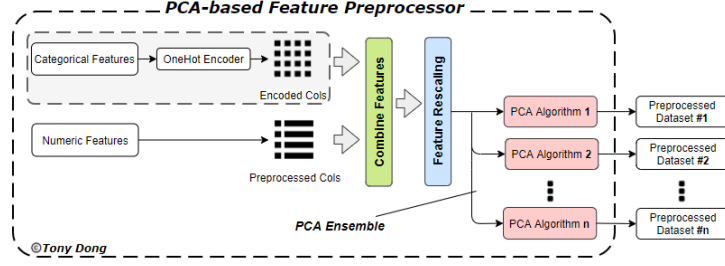 PCA-based Feature Preprocessor
Categorical Features
OneHot Encoder
Encoded Cols
Numeric Features
Preprocessed Cols
Combine Features
Feature Rescaling
PCA Algorithm 1
Preprocessed
Dataset #1
PCA Algorithm 2
Preprocessed
Dataset #2
PCA Ensemble
PCA Algorithm n
Preprocessed
Dataset #n
©Tony Dong